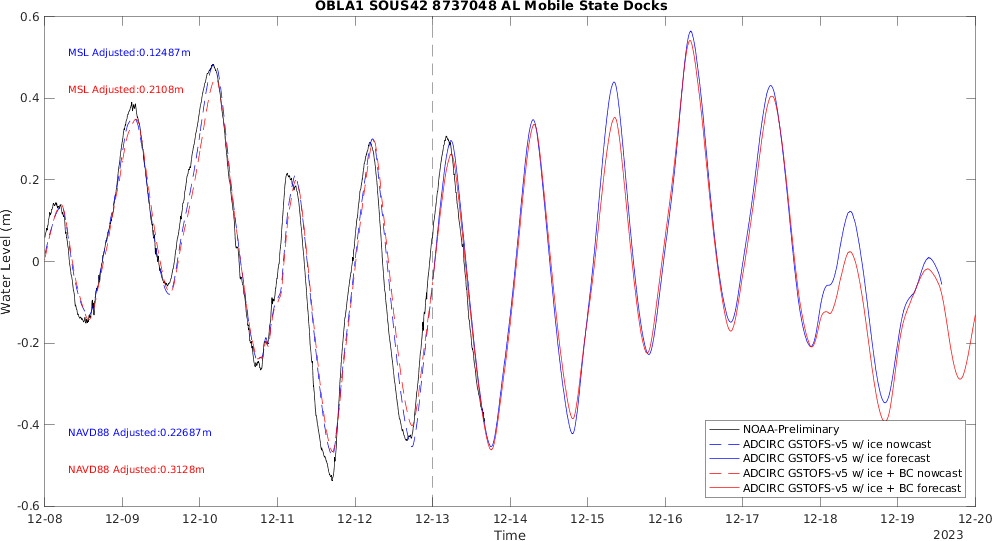 OBLA1 SOUS42 8737048 AL Mobile State Docks
0.6
0.4
0.2
0
-0.2
-0.4
-0.6
Water Level (m)
MSL Adjusted:0.12487m
MSL Adjusted:0.2108m
NAVD88 Adjusted:0.22687m
NAVD88 Adjusted:0.3128m
NOAA-Preliminary
ADCIRC GSTOFS-v5 w/ ice nowcast
ADCIRC GSTOFS-v5 w/ ice forecast
ADCIRC GSTOFS-v5 w/ ice + BC nowcast
ADCIRC GSTOFS-v5 w/ ice + BC forecast
12-08 12-09 12-10 12-11 12-12 12-13 12-14 12-15 12-16 12-17 12-18 12-19 12-20
Time
2023